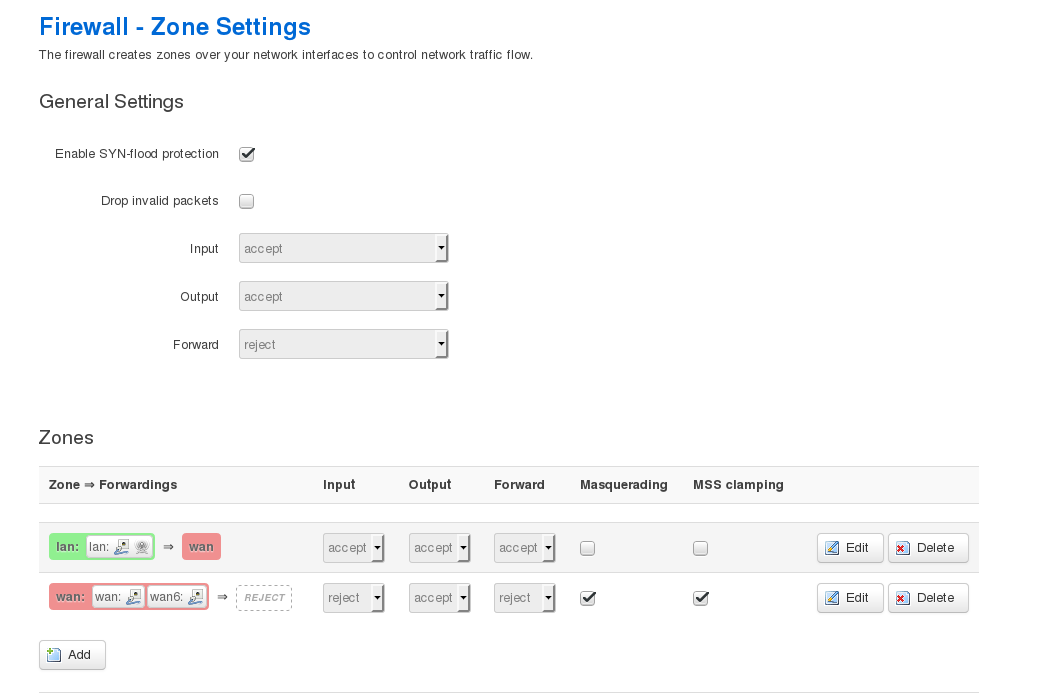 Firewall - Zone Settings
The firewall creates zones over your network interfaces to control network traffic flow.
General Settings
Enable SYN-flood protection
Drop invalid packets
Input accept
Output accept
Forward reject
Zones
Zone ⇒ Forwardings Input Output Forward Masquerading MSS clamping
lan: lan: ⇒ wan accept accept accept Edit Delete
wan: wan: wan6: ⇒ REJECT reject accept reject Edit Delete
Add